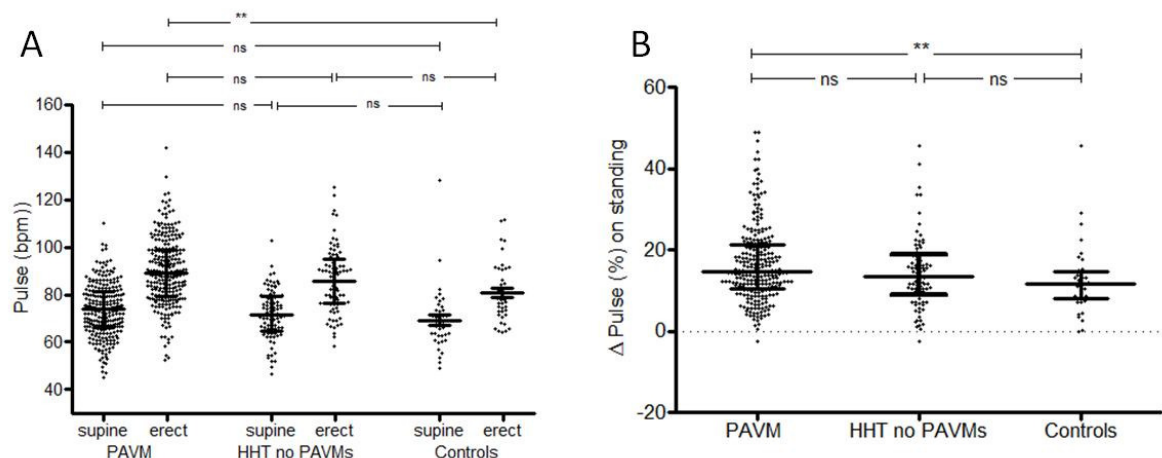 A
**
ns
ns ns
ns ns
160
140
120
100
80
60
40
Pulse (bpm))
supine erect supine erect supine erect
PAVM HHT no PAVMs Controls
B
**
ns ns
60
40
20
0
-20
Δ Pulse (%) on standing
PAVM HHT no PAVMs Controls